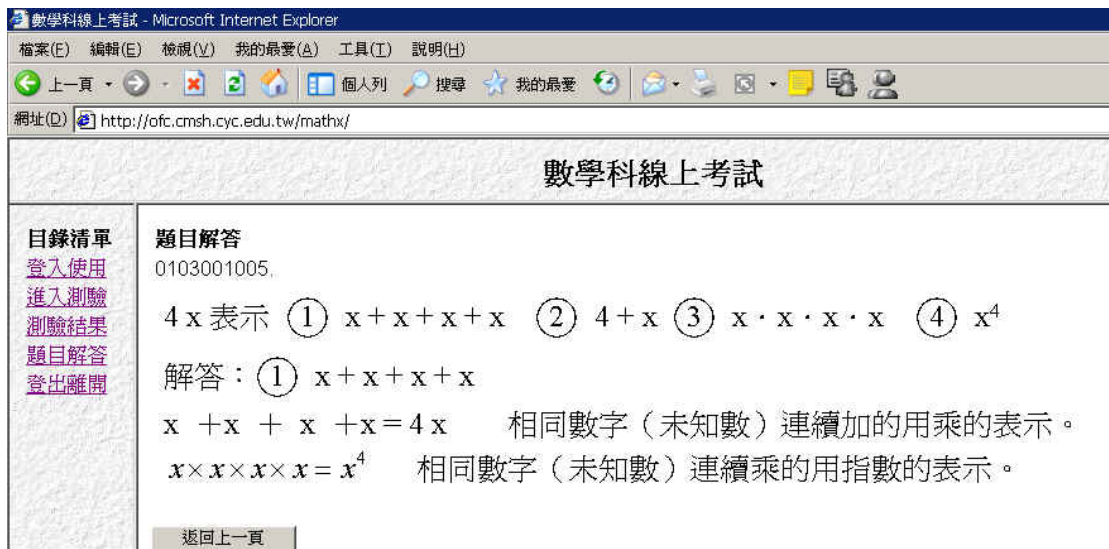 數學科線上考試 - Microsoft Internet Explorer
檔案(F) 編輯(E) 檢視(V) 我的最愛(A) 工具(T) 說明(H)
上一頁 個人列 搜尋 我的最愛
網址(D) http://ofc.cmsh.cyc.edu.tw/mathx/
數學科線上考試
目錄清單
登入使用
進入測驗
測驗結果
題目解答
登出離開
題目解答
0103001005.
4 x 表示 ① x + x + x + x ② 4 + x ③ x · x · x · x ④ x⁴
解答：① x + x + x + x
x +x + x +x = 4 x 相同數字（未知數）連續加的用乘的表示。
x × x × x × x = x⁴ 相同數字（未知數）連續乘的用指數的表示。
返回上一頁